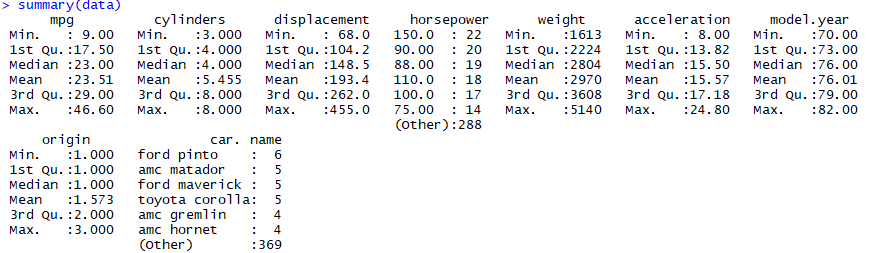 > summary(data)
mpg cylinders displacement horsepower weight acceleration model.year
Min. : 9.00 Min. :3.000 Min. : 68.0 150.0 : 22 Min. :1613 Min. : 8.00 Min. :70.00
1st Qu.:17.50 1st Qu.:4.000 1st Qu.:104.2 90.00 : 20 1st Qu.:2224 1st Qu.:13.82 1st Qu.:73.00
Median :23.00 Median :4.000 Median :148.5 88.00 : 19 Median :2804 Median :15.50 Median :76.00
Mean :23.51 Mean :5.455 Mean :193.4 110.0 : 18 Mean :2970 Mean :15.57 Mean :76.01
3rd Qu.:29.00 3rd Qu.:8.000 3rd Qu.:262.0 100.0 : 17 3rd Qu.:3608 3rd Qu.:17.18 3rd Qu.:79.00
Max. :46.60 Max. :8.000 Max. :455.0 75.00 : 14 Max. :5140 Max. :24.80 Max. :82.00
(Other):288
origin car. name
Min. :1.000 ford pinto : 6
1st Qu.:1.000 amc matador : 5
Median :1.000 ford maverick : 5
Mean :1.573 toyota corolla: 5
3rd Qu.:2.000 amc gremlin : 4
Max. :3.000 amc hornet : 4
(Other) :369